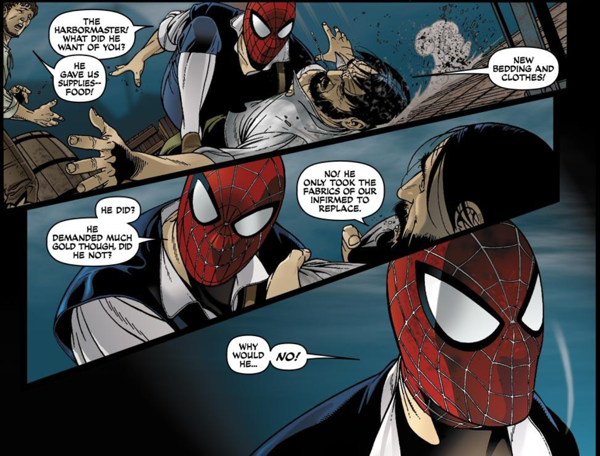 THE
HARBORMASTER!
WHAT DID HE
WANT OF YOU?
HE
GAVE US
SUPPLIES--
FOOD!
NEW
BEDDING AND
CLOTHES!
HE DID?
HE
DEMANDED MUCH
GOLD THOUGH, DID
HE NOT?
NO! HE
ONLY TOOK THE
FABRICS OF OUR
INFIRMED TO
REPLACE.
WHY
WOULD
HE...
NO!